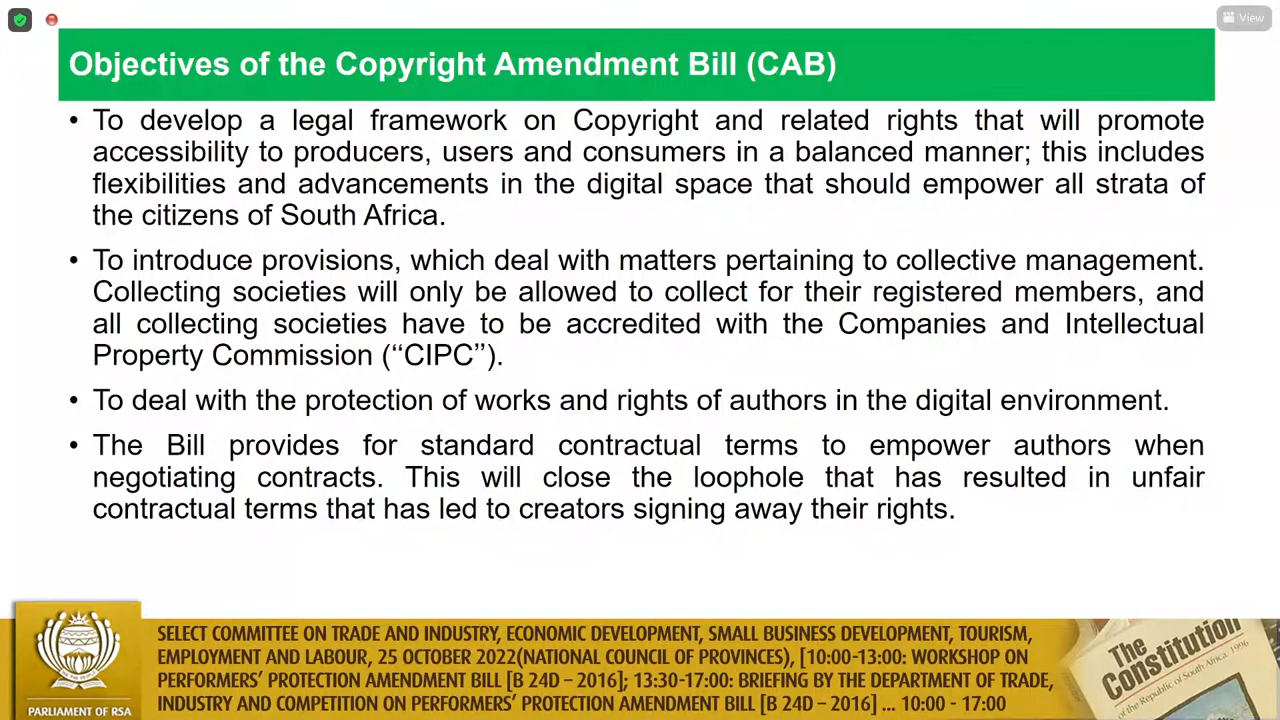 View
Objectives of the Copyright Amendment Bill (CAB)
• To develop a legal framework on Copyright and related rights that will promote
accessibility to producers, users and consumers in a balanced manner; this includes
flexibilities and advancements in the digital space that should empower all strata of
the citizens of South Africa.
• To introduce provisions, which deal with matters pertaining to collective management.
Collecting societies will only be allowed to collect for their registered members, and
all collecting societies have to be accredited with the Companies and Intellectual
Property Commission (‘‘CIPC’’).
• To deal with the protection of works and rights of authors in the digital environment.
• The Bill provides for standard contractual terms to empower authors when
negotiating contracts. This will close the loophole that has resulted in unfair
contractual terms that has led to creators signing away their rights.
SELECT COMMITTEE ON TRADE AND INDUSTRY, ECONOMIC DEVELOPMENT, SMALL BUSINESS DEVELOPMENT, TOURISM,
EMPLOYMENT AND LABOUR, 25 OCTOBER 2022(NATIONAL COUNCIL OF PROVINCES), [10:00-13:00: WORKSHOP ON
PERFORMERS’ PROTECTION AMENDMENT BILL [B 24D – 2016]; 13:30-17:00: BRIEFING BY THE DEPARTMENT OF TRADE,
INDUSTRY AND COMPETITION ON PERFORMERS’ PROTECTION AMENDMENT BILL [B 24D – 2016] ... 10:00 - 17:00
PARLIAMENT OF RSA
The
Constitution
of the Republic of South Africa, 1996